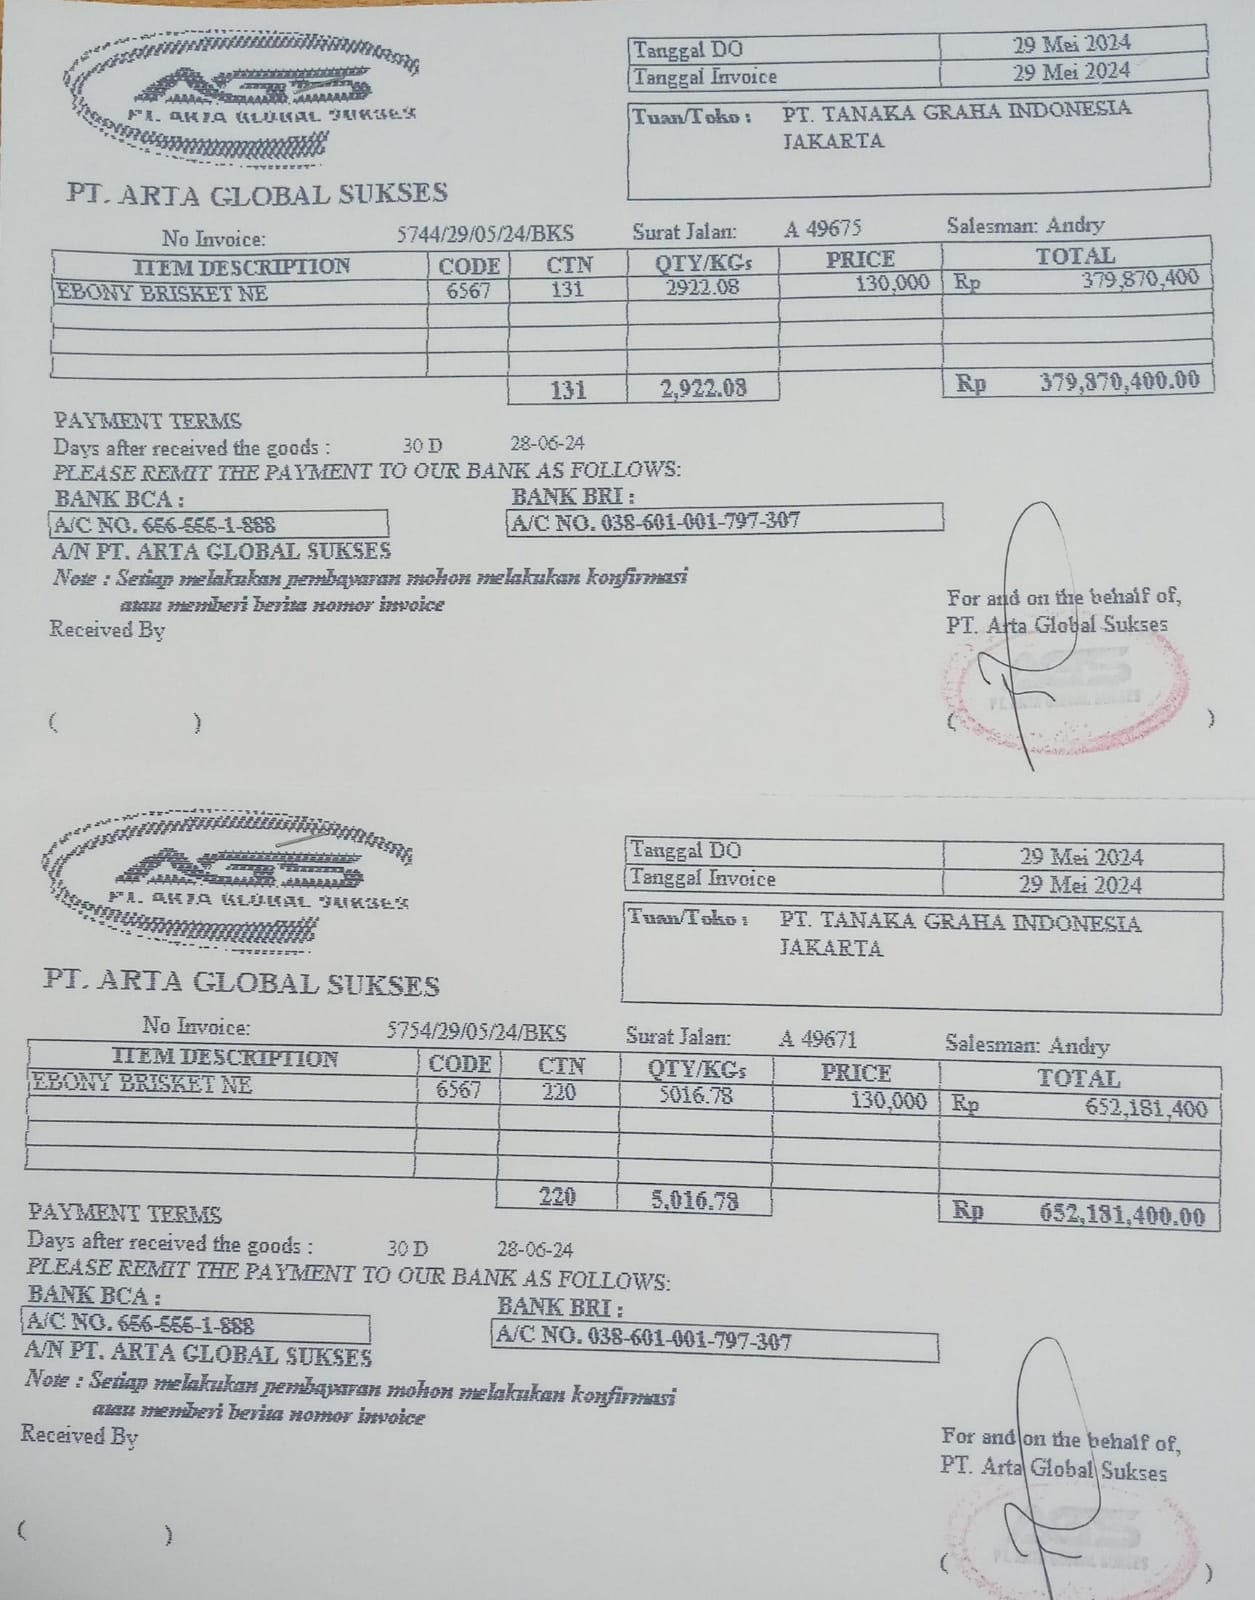 PT. ARTA GLOBAL SUKSES
Tanggal DO 29 Mei 2024
Tanggal Invoice 29 Mei 2024
Tuan/Toko : PT. TANAKA GRAHA INDONESIA
JAKARTA
PT. ARTA GLOBAL SUKSES
No Invoice: 5744/29/05/24/BKS Surat Jalan: A 49675 Salesman: Andry
ITEM DESCRIPTION CODE CTN QTY/KGs PRICE TOTAL
EBONY BRISKET NE 6567 131 2922.08 130,000 Rp 379,870,400
131 2,922.08 Rp 379,870,400.00
PAYMENT TERMS
Days after received the goods : 30 D 28-06-24
PLEASE REMIT THE PAYMENT TO OUR BANK AS FOLLOWS:
BANK BCA : BANK BRI :
A/C NO. 656-555-1-888 A/C NO. 038-601-001-797-307
A/N PT. ARTA GLOBAL SUKSES
Note : Setiap melakukan pembayaran mohon melakukan konfirmasi
atau memberi berita nomor invoice
Received By
For and on the behalf of,
PT. Arta Global Sukses
( ) ( )
PT. ARTA GLOBAL SUKSES
Tanggal DO 29 Mei 2024
Tanggal Invoice 29 Mei 2024
Tuan/Toko : PT. TANAKA GRAHA INDONESIA
JAKARTA
PT. ARTA GLOBAL SUKSES
No Invoice: 5754/29/05/24/BKS Surat Jalan: A 49671 Salesman: Andry
ITEM DESCRIPTION CODE CTN QTY/KGs PRICE TOTAL
EBONY BRISKET NE 6567 220 5016.78 130,000 Rp 652,181,400
220 5,016.78 Rp 652,181,400.00
PAYMENT TERMS
Days after received the goods : 30 D 28-06-24
PLEASE REMIT THE PAYMENT TO OUR BANK AS FOLLOWS:
BANK BCA : BANK BRI :
A/C NO. 656-555-1-888 A/C NO. 038-601-001-797-307
A/N PT. ARTA GLOBAL SUKSES
Note : Setiap melakukan pembayaran mohon melakukan konfirmasi
atau memberi berita nomor invoice
Received By
For and on the behalf of,
PT. Arta Global Sukses
( ) ( )